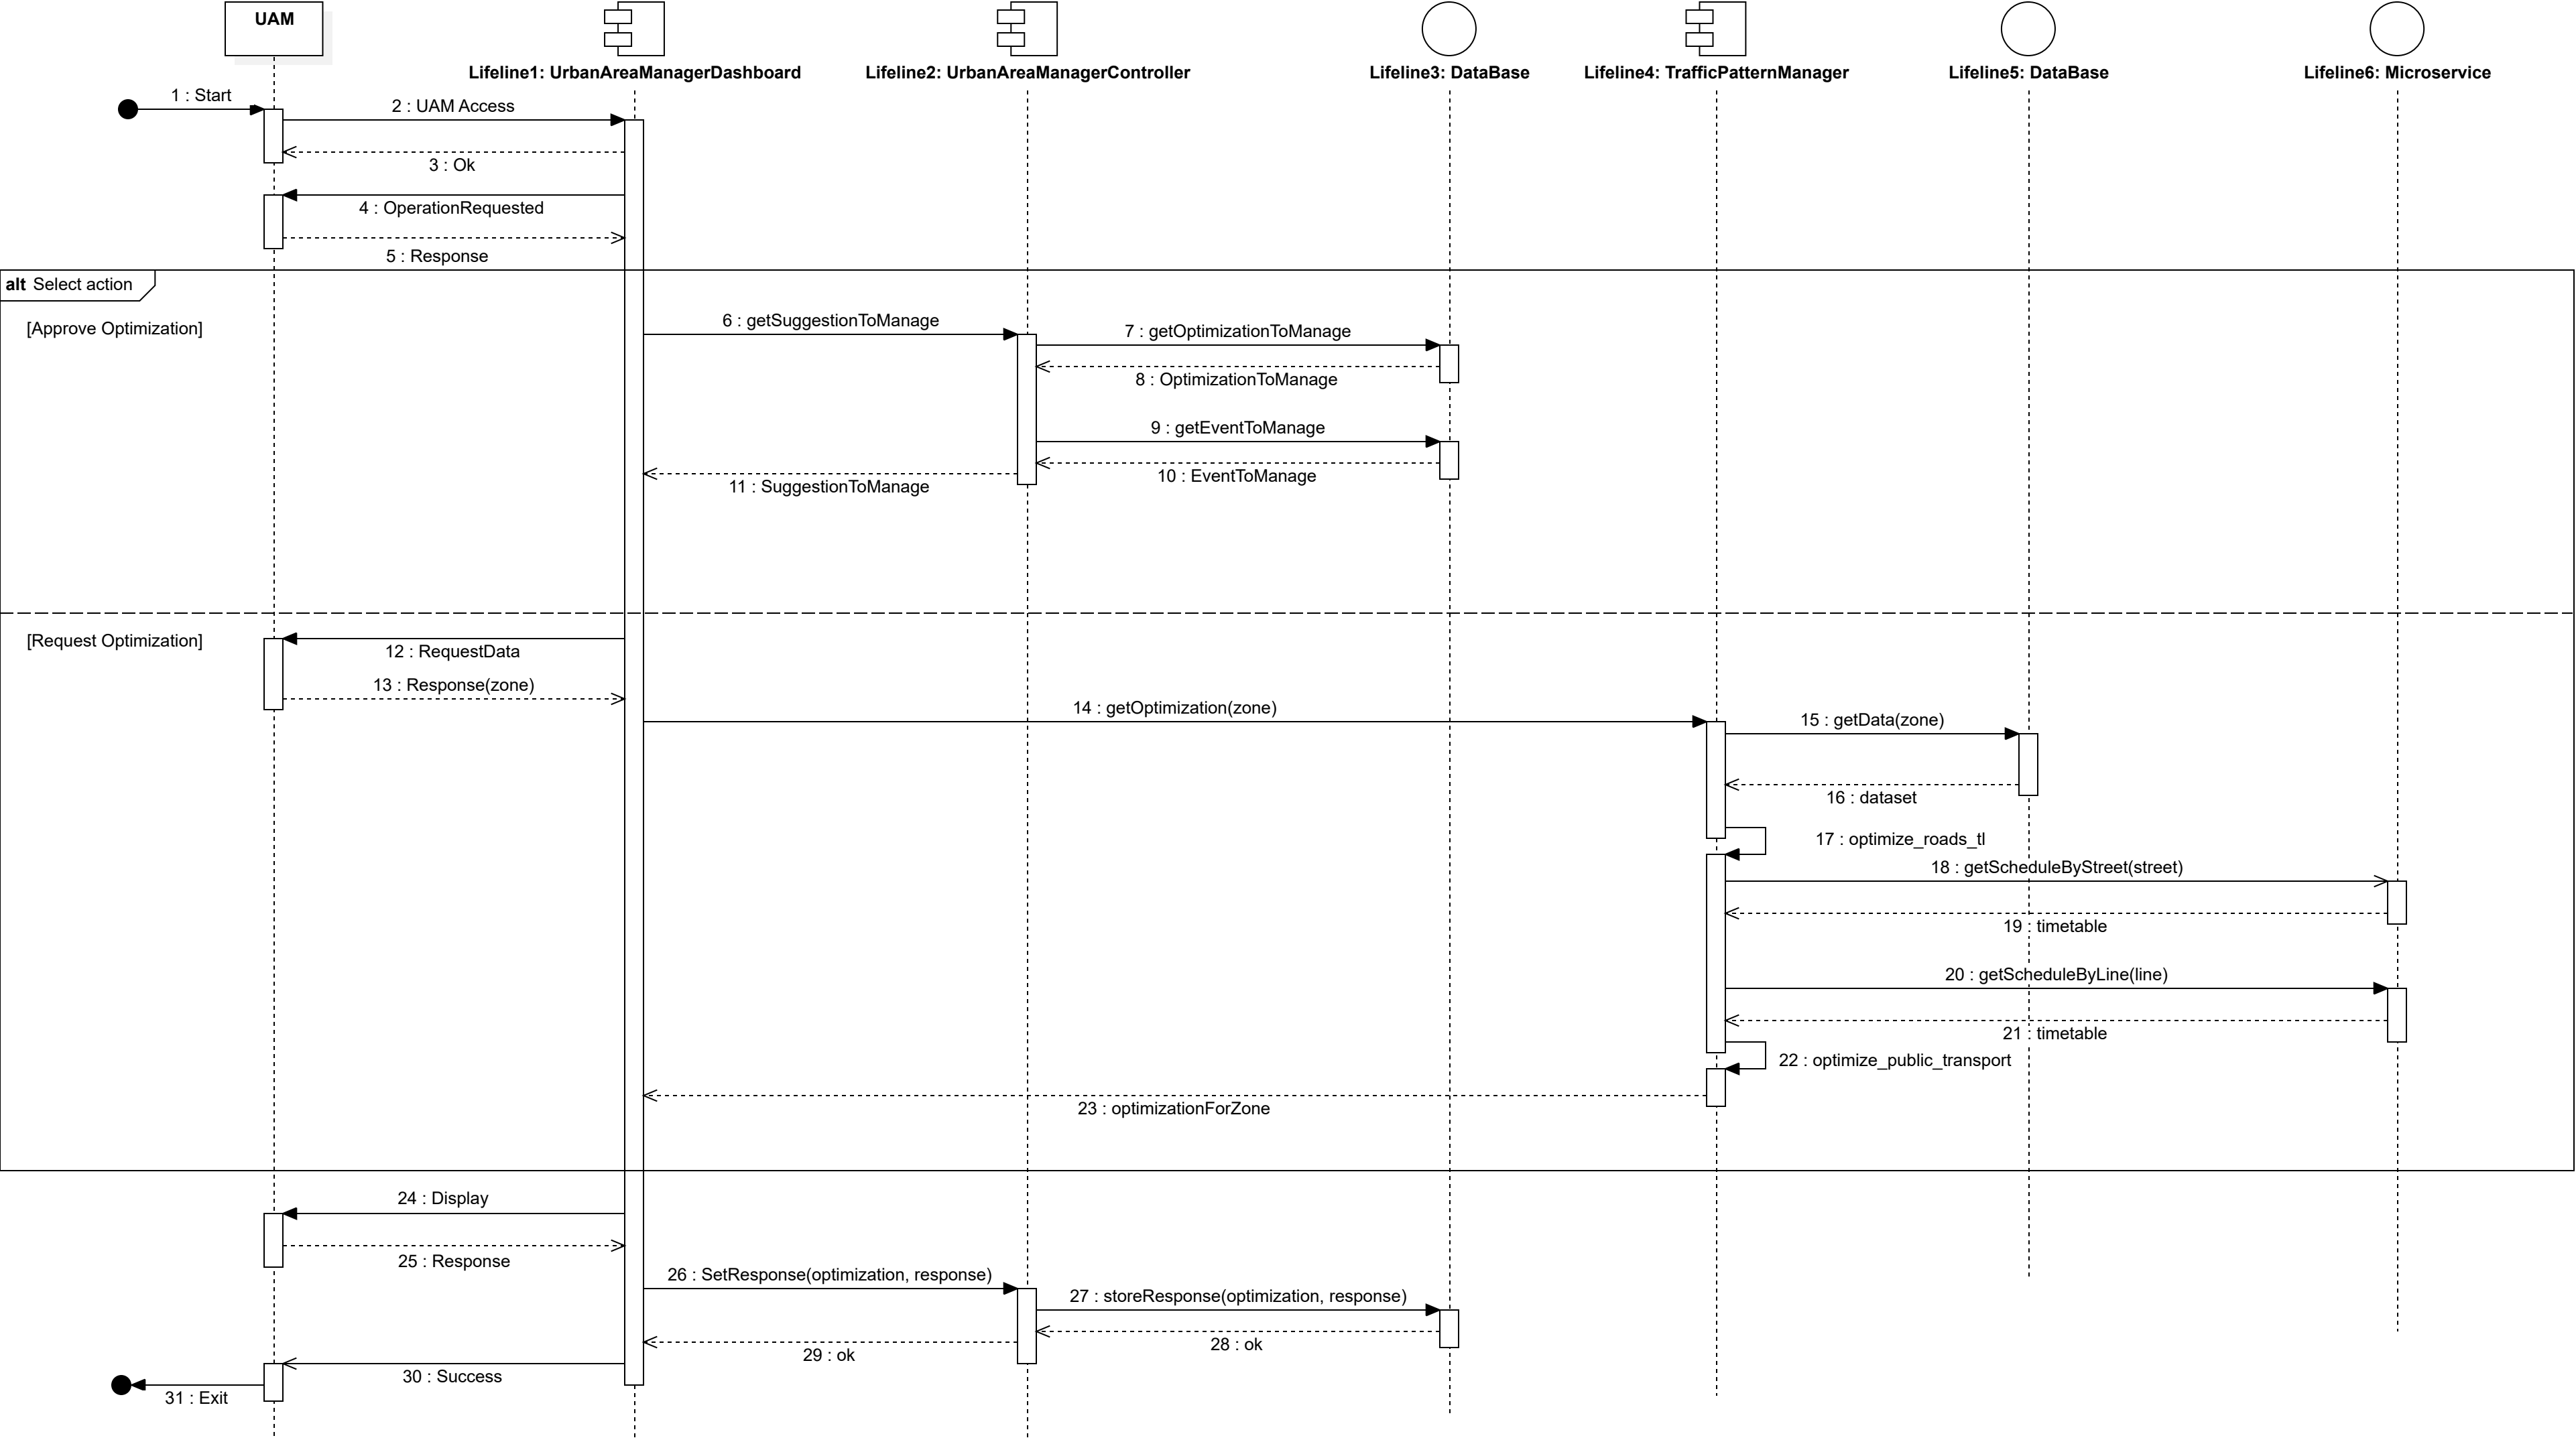 UAM
Lifeline1: UrbanAreaManagerDashboard
Lifeline2: UrbanAreaManagerController
Lifeline3: DataBase
Lifeline4: TrafficPatternManager
Lifeline5: DataBase
Lifeline6: Microservice
1 : Start
2 : UAM Access
3 : Ok
4 : OperationRequested
5 : Response
alt Select action
[Approve Optimization]
6 : getSuggestionToManage
7 : getOptimizationToManage
8 : OptimizationToManage
9 : getEventToManage
10 : EventToManage
11 : SuggestionToManage
[Request Optimization]
12 : RequestData
13 : Response(zone)
14 : getOptimization(zone)
15 : getData(zone)
16 : dataset
17 : optimize_roads_tl
18 : getScheduleByStreet(street)
19 : timetable
20 : getScheduleByLine(line)
21 : timetable
22 : optimize_public_transport
23 : optimizationForZone
24 : Display
25 : Response
26 : SetResponse(optimization, response)
27 : storeResponse(optimization, response)
28 : ok
29 : ok
30 : Success
31 : Exit